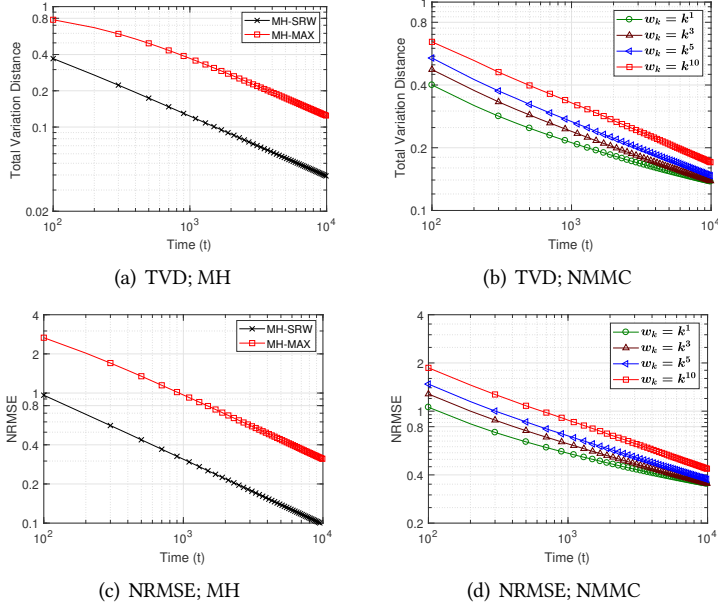 0.8
0.4
0.1
0.02
Total Variation Distance
10^2
10^3
10^4
Time (t)
MH-SRW
MH-MAX
(a) TVD; MH
1
0.8
0.4
0.2
0.1
Total Variation Distance
10^2
10^3
10^4
Time (t)
w_k = k^1
w_k = k^3
w_k = k^5
w_k = k^10
(b) TVD; NMMC
4
2
1
0.8
0.4
0.2
0.1
NRMSE
10^2
10^3
10^4
Time (t)
MH-SRW
MH-MAX
(c) NRMSE; MH
4
2
1
0.8
0.4
0.2
NRMSE
10^2
10^3
10^4
Time (t)
w_k = k^1
w_k = k^3
w_k = k^5
w_k = k^10
(d) NRMSE; NMMC